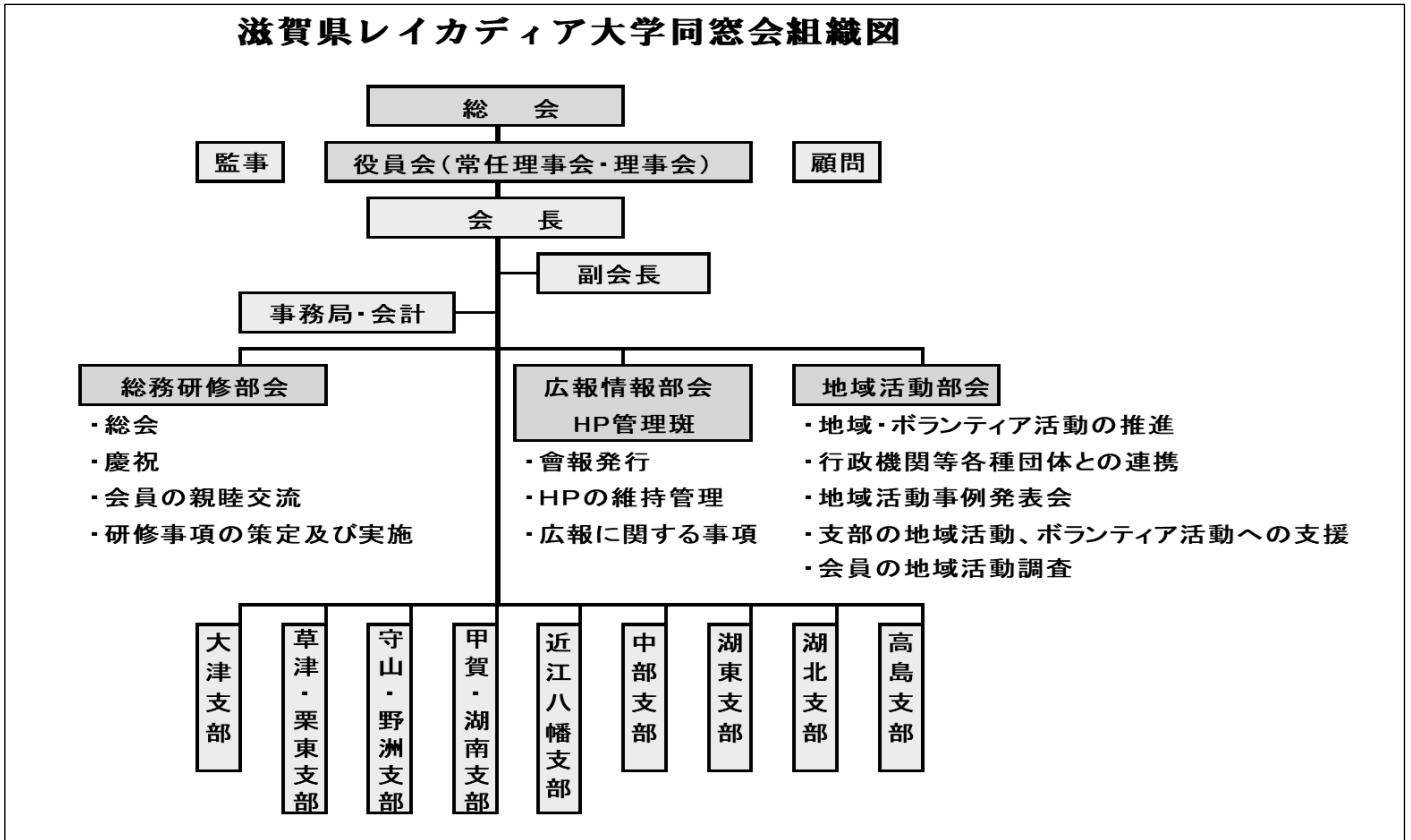 滋賀県レイカディア大学同窓会組織図
総　会
監事
役員会(常任理事会・理事会)
顧問
会　長
副会長
事務局・会計
総務研修部会
・総会
・慶祝
・会員の親睦交流
・研修事項の策定及び実施
広報情報部会
HP管理斑
・會報発行
・HPの維持管理
・広報に関する事項
地域活動部会
・地域・ボランティア活動の推進
・行政機関等各種団体との連携
・地域活動事例発表会
・支部の地域活動、ボランティア活動への支援
・会員の地域活動調査
大津支部
草津・栗東支部
守山・野洲支部
甲賀・湖南支部
近江八幡支部
中部支部
湖東支部
湖北支部
高島支部